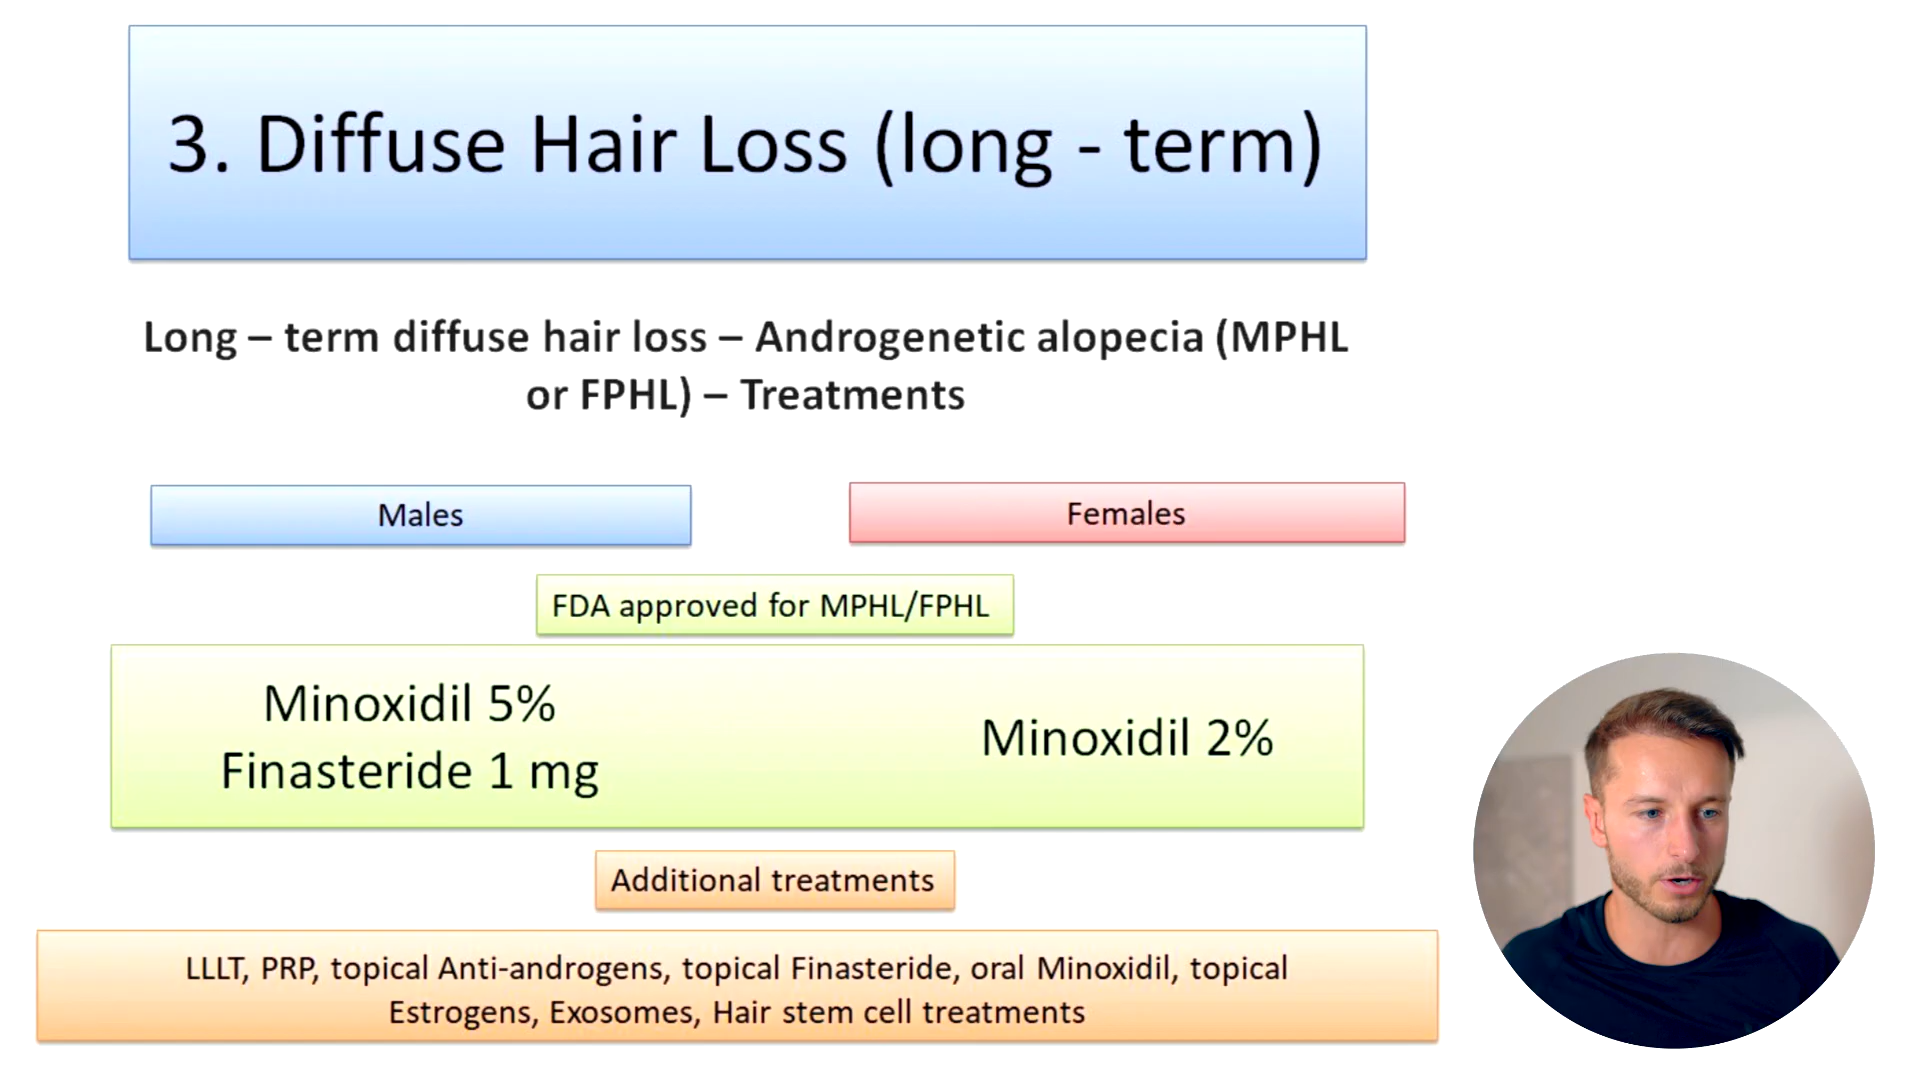 3. Diffuse Hair Loss (long - term)
Long – term diffuse hair loss – Androgenetic alopecia (MPHL
or FPHL) – Treatments
Males
Females
FDA approved for MPHL/FPHL
Minoxidil 5%
Finasteride 1 mg
Minoxidil 2%
Additional treatments
LLLT, PRP, topical Anti-androgens, topical Finasteride, oral Minoxidil, topical
Estrogens, Exosomes, Hair stem cell treatments